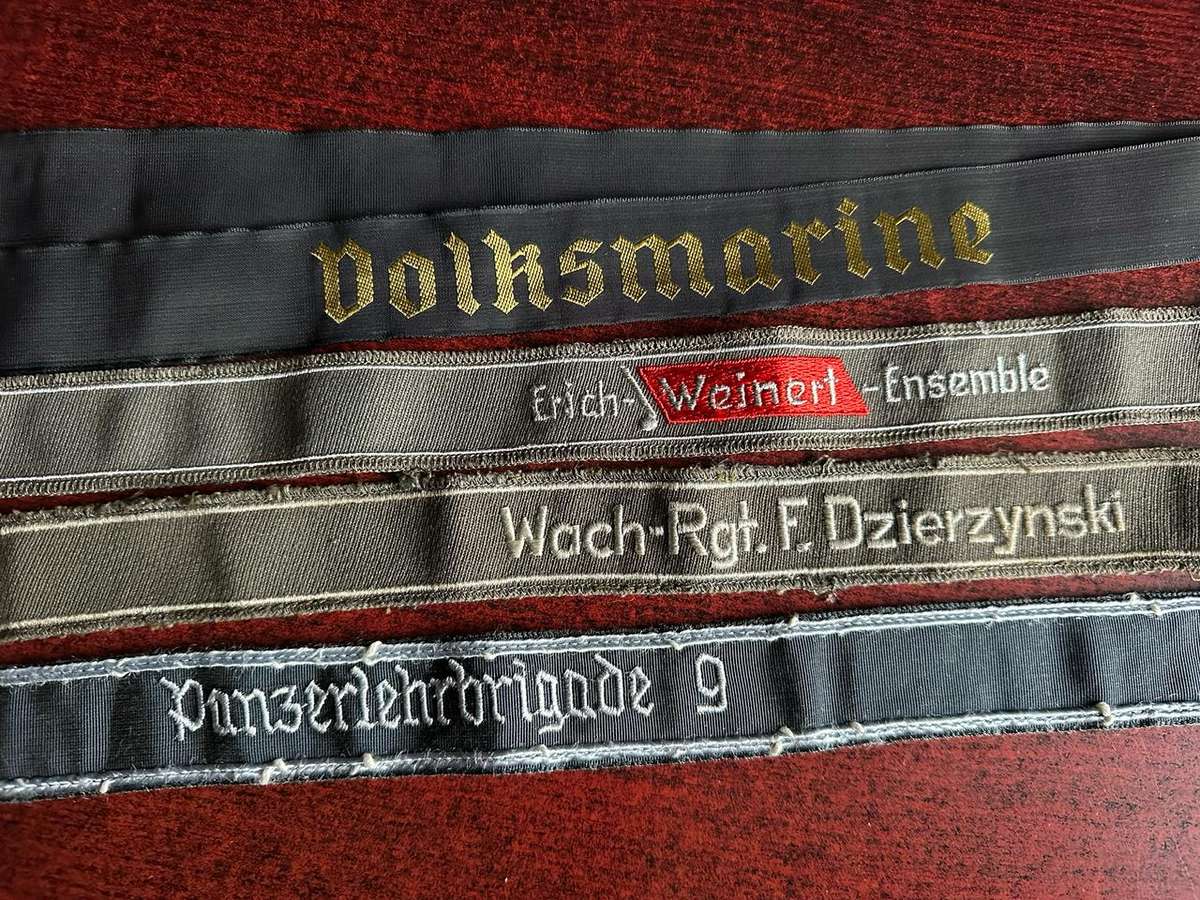 Volksmarine
Erich-Weinert-Ensemble
Wach-Rgt. F. Dzierzynski
Panzerlehrbrigade 9